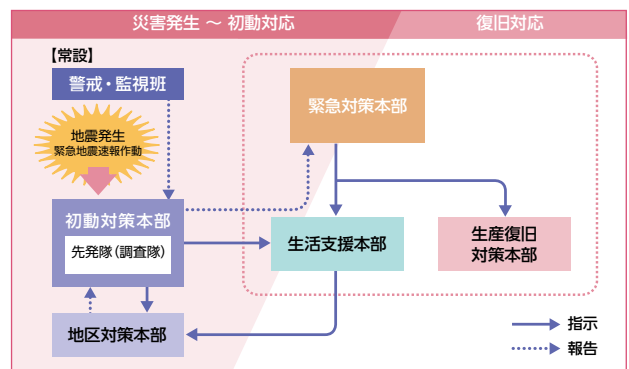 災害発生 ～ 初動対応
復旧対応
【常設】
警戒・監視班
地震発生
緊急地震速報作動
緊急対策本部
初動対策本部
先発隊（調査隊）
生活支援本部
生産復旧
対策本部
地区対策本部
指示
報告